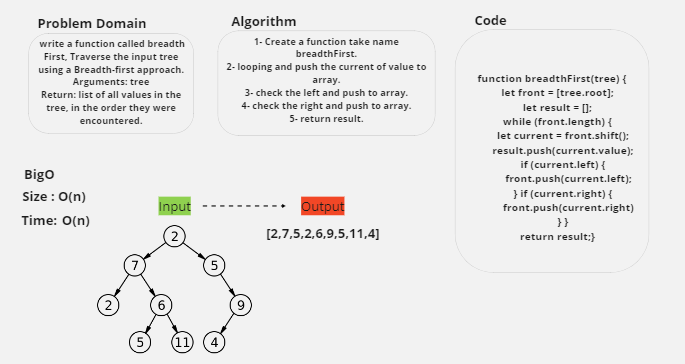 Problem Domain
write a function called breadth
First, Traverse the input tree
using a Breadth-first approach.
Arguments: tree
Return: list of all values in the
tree, in the order they were
encountered.
Algorithm
1- Create a function take name
breadthFirst.
2- looping and push the current of value to
array.
3- check the left and push to array.
4- check the right and push to array.
5- return result.
Code
function breadthFirst(tree) {
let front = [tree.root];
let result = [];
while (front.length) {
let current = front.shift();
result.push(current.value);
if (current.left) {
front.push(current.left);
} if (current.right) {
front.push(current.right)
} }
return result;}
BigO
Size : O(n)
Time: O(n)
Input
Output
[2,7,5,2,6,9,5,11,4]
2
7
5
2
6
9
5
11
4